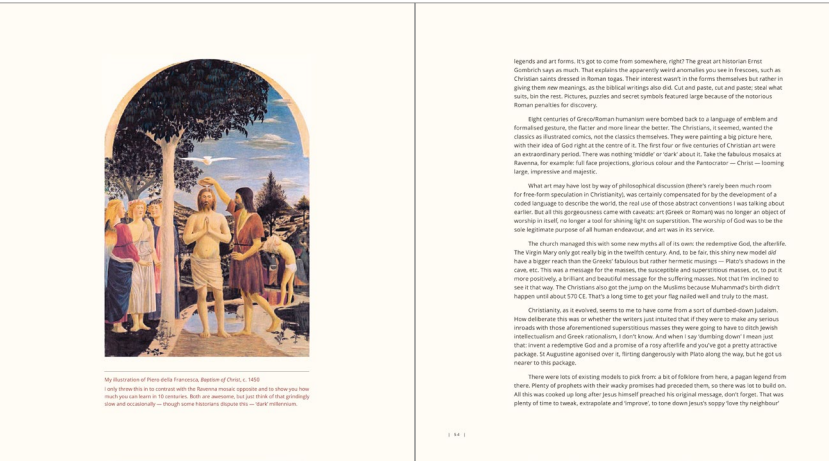 My illustration of Piero della Francesca, Baptism of Christ, c. 1450
I only threw this in to contrast with the Ravenna mosaic opposite and to show you how
much you can learn in 10 centuries. Both are awesome, but just think of that grindingly
slow and occasionally — though some historians dispute this — 'dark' millennium.
legends and art forms. It's got to come from somewhere, right? The great art historian Ernst
Gombrich says as much. That explains the apparently weird anomalies you see in frescoes, such as
Christian saints dressed in Roman togas. Their interest wasn't in the forms themselves but rather in
giving them new meanings, as the biblical writings also did. Cut and paste, cut and paste; steal what
suits, bin the rest. Pictures, puzzles and secret symbols featured large because of the notorious
Roman penalties for discovery.
Eight centuries of Greco/Roman humanism were bombed back to a language of emblem and
formalised gesture, the flatter and more linear the better. The Christians, it seemed, wanted the
classics as illustrated comics, not the classics themselves. They were painting a big picture here,
with their idea of God right at the centre of it. The first four or five centuries of Christian art were
an extraordinary period. There was nothing 'middle' or 'dark' about it. Take the fabulous mosaics at
Ravenna, for example: full face projections, glorious colour and the Pantocrator — Christ — looming
large, impressive and majestic.
What art may have lost by way of philosophical discussion (there's rarely been much room
for free-form speculation in Christianity), was certainly compensated for by the development of a
coded language to describe the world, the real use of those abstract conventions I was talking about
earlier. But all this gorgeousness came with caveats: art (Greek or Roman) was no longer an object of
worship in itself, no longer a tool for shining light on superstition. The worship of God was to be the
sole legitimate purpose of all human endeavour, and art was in its service.
The church managed this with some new myths all of its own: the redemptive God, the afterlife.
The Virgin Mary only got really big in the twelfth century. And, to be fair, this shiny new model did
have a bigger reach than the Greeks' fabulous but rather hermetic musings — Plato's shadows in the
cave, etc. This was a message for the masses, the susceptible and superstitious masses, or, to put it
more positively, a brilliant and beautiful message for the suffering masses. Not that I'm inclined to
see it that way. The Christians also got the jump on the Muslims because Muhammad's birth didn't
happen until about 570 CE. That's a long time to get your flag nailed well and truly to the mast.
Christianity, as it evolved, seems to me to have come from a sort of dumbed-down Judaism.
How deliberate this was or whether the writers just intuited that if they were to make any serious
inroads with those aforementioned superstitious masses they were going to have to ditch Jewish
intellectualism and Greek rationalism, I don't know. And when I say 'dumbing down' I mean just
that: invent a redemptive God and a promise of a rosy afterlife and you've got a pretty attractive
package. St Augustine agonised over it, flirting dangerously with Plato along the way, but he got us
nearer to this package.
There were lots of existing models to pick from: a bit of folklore from here, a pagan legend from
there. Plenty of prophets with their wacky promises had preceded them, so there was lot to build on.
All this was cooked up long after Jesus himself preached his original message, don't forget. That was
plenty of time to tweak, extrapolate and 'improve', to tone down Jesus's soppy 'love thy neighbour'
| 54 |